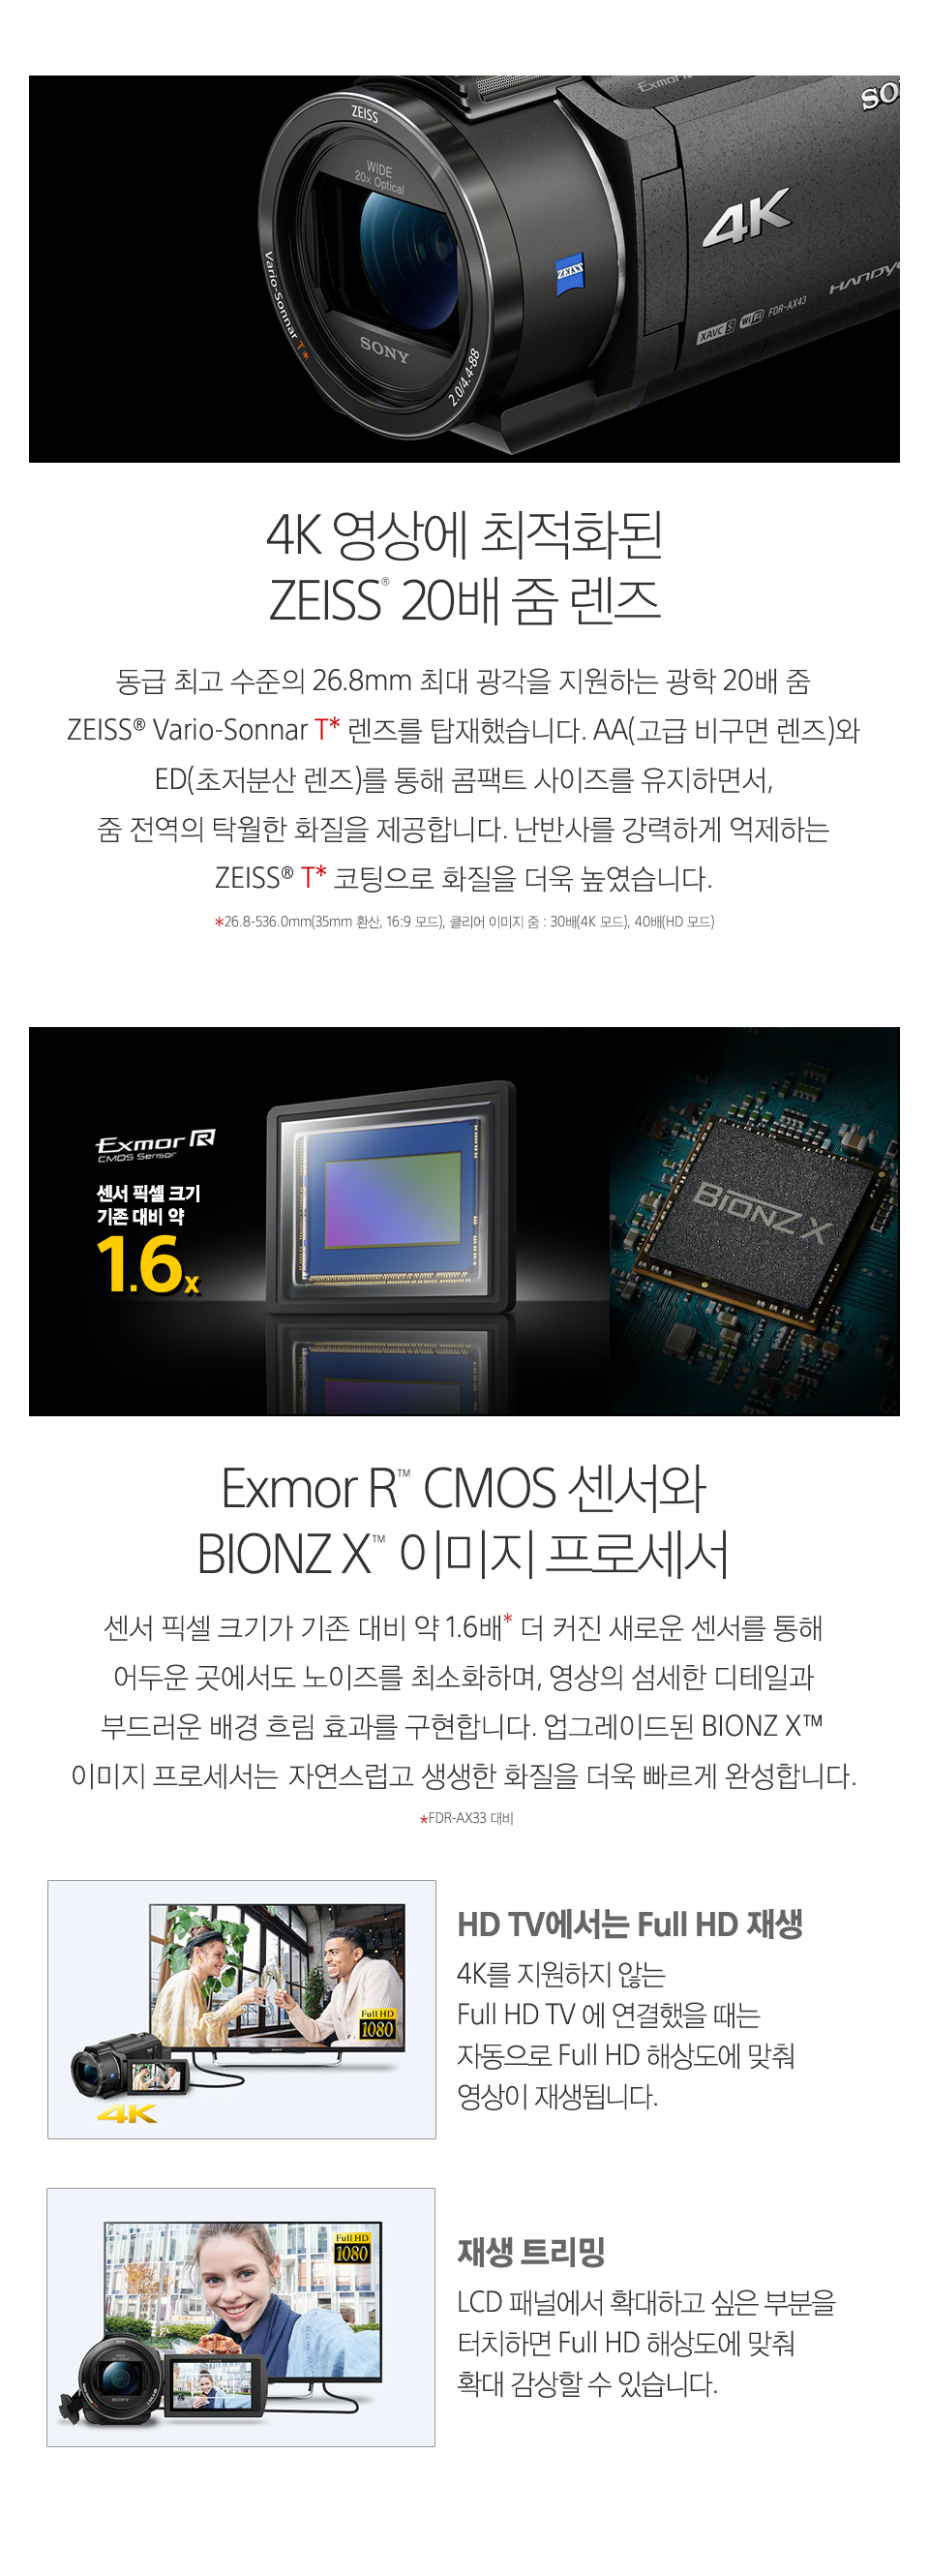 ZEISS
WIDE
20x Optical
Vario-Sonnar T*
SONY
2.0/4.4-88
ZEISS
Exmor R
SO
4K
HANDYC
XAVC S WiFi FDR-AX43
4K 영상에 최적화된
ZEISS® 20배 줌 렌즈
동급 최고 수준의 26.8mm 최대 광각을 지원하는 광학 20배 줌
ZEISS® Vario-Sonnar T* 렌즈를 탑재했습니다. AA(고급 비구면 렌즈)와
ED(초저분산 렌즈)를 통해 콤팩트 사이즈를 유지하면서,
줌 전역의 탁월한 화질을 제공합니다. 난반사를 강력하게 억제하는
ZEISS® T* 코팅으로 화질을 더욱 높였습니다.
*26.8-536.0mm(35mm 환산, 16:9 모드), 클리어 이미지 줌 : 30배(4K 모드), 40배(HD 모드)
Exmor R
CMOS Sensor
센서 픽셀 크기
기존 대비 약
1.6x
BIONZ X
Exmor R™ CMOS 센서와
BIONZ X™ 이미지 프로세서
센서 픽셀 크기가 기존 대비 약 1.6배* 더 커진 새로운 센서를 통해
어두운 곳에서도 노이즈를 최소화하며, 영상의 섬세한 디테일과
부드러운 배경 흐림 효과를 구현합니다. 업그레이드된 BIONZ X™
이미지 프로세서는 자연스럽고 생생한 화질을 더욱 빠르게 완성합니다.
*FDR-AX33 대비
Full HD
1080
SONY
4K
HD TV에서는 Full HD 재생
4K를 지원하지 않는
Full HD TV 에 연결했을 때는
자동으로 Full HD 해상도에 맞춰
영상이 재생됩니다.
Full HD
1080
SONY
재생 트리밍
LCD 패널에서 확대하고 싶은 부분을
터치하면 Full HD 해상도에 맞춰
확대 감상할 수 있습니다.